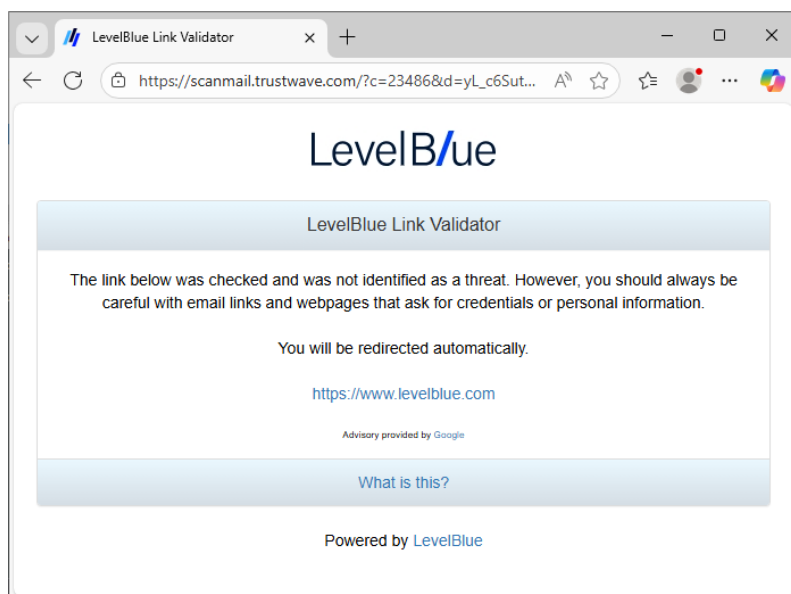 LevelBlue Link Validator
https://scanmail.trustwave.com/?c=23486&d=yL_c6Sut...
LevelBlue
LevelBlue Link Validator
The link below was checked and was not identified as a threat. However, you should always be
careful with email links and webpages that ask for credentials or personal information.
You will be redirected automatically.
https://www.levelblue.com
Advisory provided by Google
What is this?
Powered by LevelBlue